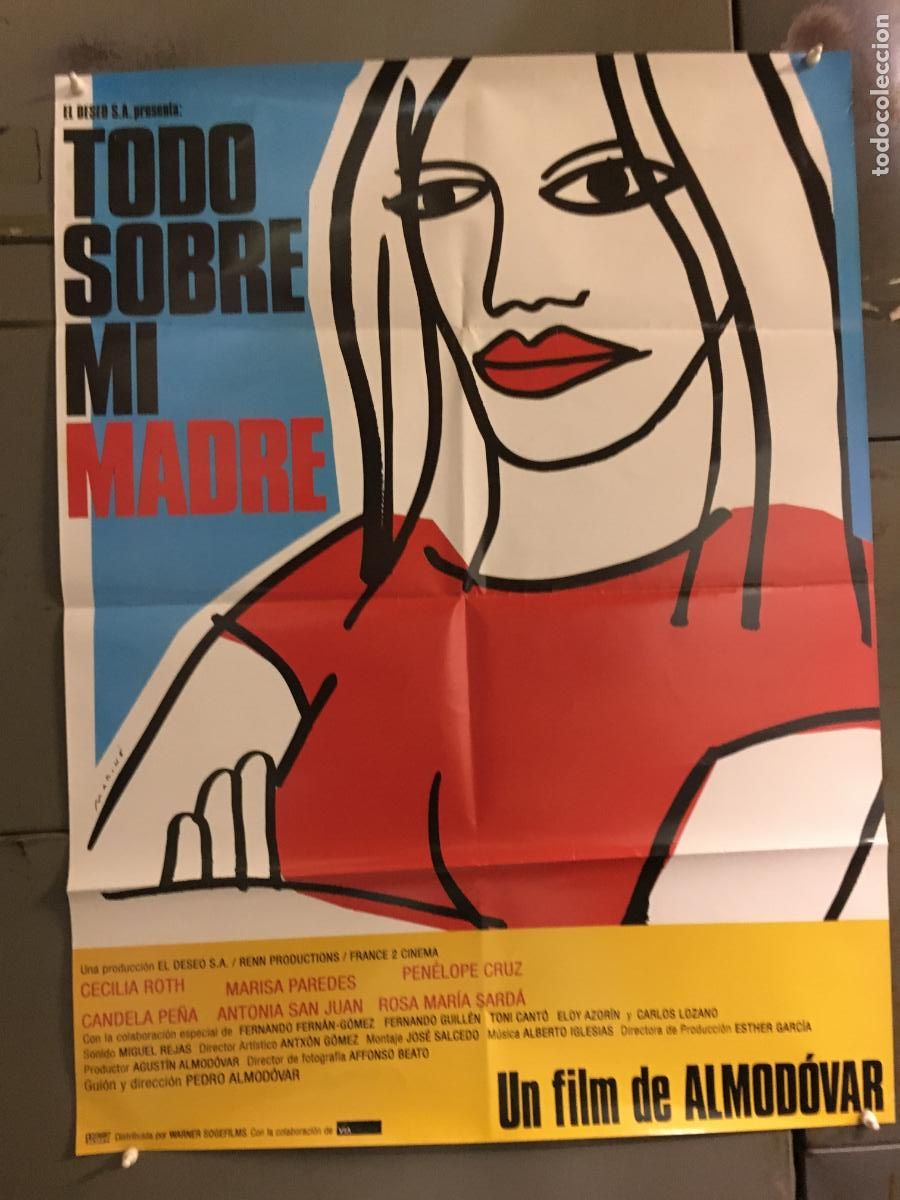 todocoleccion
EL DESEO S.A. presenta:
TODO
SOBRE
MI
MADRE
MARINÉ
Una producción EL DESEO S.A. / RENN PRODUCTIONS / FRANCE 2 CINEMA
CECILIA ROTH MARISA PAREDES PENÉLOPE CRUZ
CANDELA PEÑA ANTONIA SAN JUAN ROSA MARÍA SARDÁ
Con la colaboración especial de FERNANDO FERNÁN-GÓMEZ FERNANDO GUILLÉN TONI CANTÓ ELOY AZORÍN y CARLOS LOZANO
Sonido MIGUEL REJAS Director Artístico ANTXÓN GÓMEZ Montaje JOSÉ SALCEDO Música ALBERTO IGLESIAS Directora de Producción ESTHER GARCÍA
Productor AGUSTÍN ALMODÓVAR Director de fotografía AFFONSO BEATO
Guión y dirección PEDRO ALMODÓVAR
Un film de ALMODÓVAR
Distribuida por WARNER SOGEFILMS. Con la colaboración de